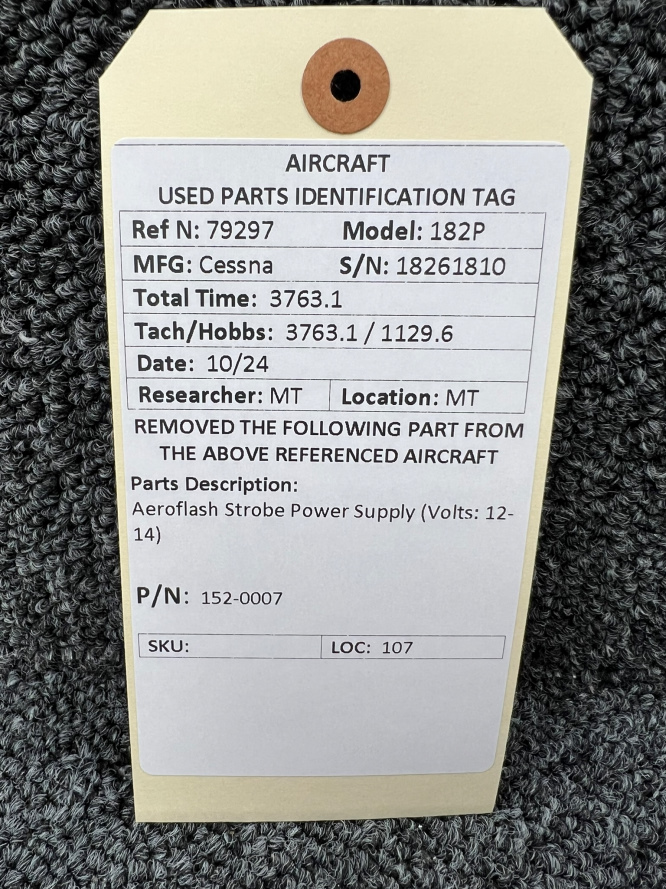 AIRCRAFT
USED PARTS IDENTIFICATION TAG
Ref N: 79297 Model: 182P
MFG: Cessna S/N: 18261810
Total Time: 3763.1
Tach/Hobbs: 3763.1 / 1129.6
Date: 10/24
Researcher: MT Location: MT
REMOVED THE FOLLOWING PART FROM
THE ABOVE REFERENCED AIRCRAFT
Parts Description:
Aeroflash Strobe Power Supply (Volts: 12-
14)
P/N: 152-0007
SKU: LOC: 107